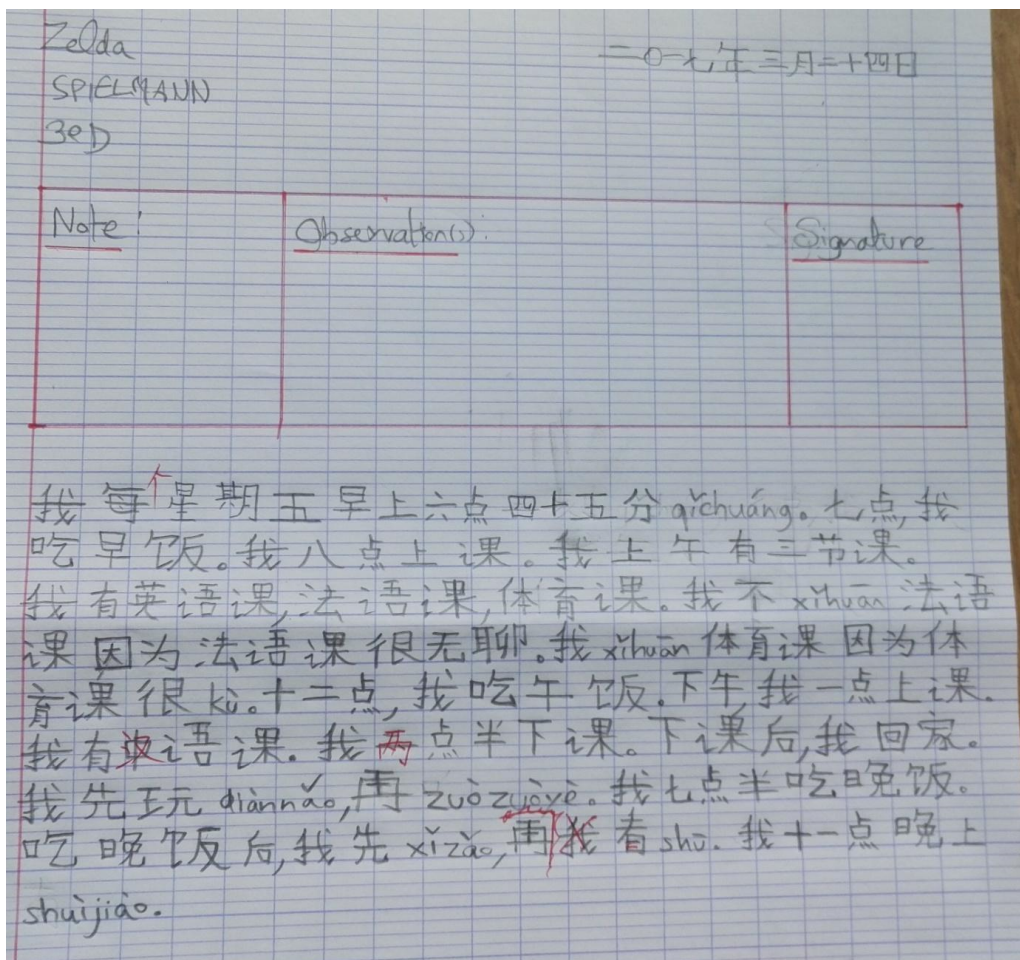 Zelda
二0一七年三月二十四日
SPIELMANN
3eD
Note :
Observation(s) :
Signature
我每个星期五早上六点四十五分 qǐchuáng。七点,我
吃早饭。我八点上课。我上午有三节课。
我有英语课,法语课,体育课。我不 xǐhuān 法语
课因为法语课很无聊。我 xǐhuān 体育课因为体
育课很 kù。十二点,我吃午饭.下午,我一点上课.
我有汉语课.我两点半下课。下课后,我回家。
我先玩 diànnǎo,再 zuò zuòyè。我七点半吃晚饭。
吃晚饭后,我先 xǐzǎo,再我看 shū. 我十一点晚上
shuìjiào.